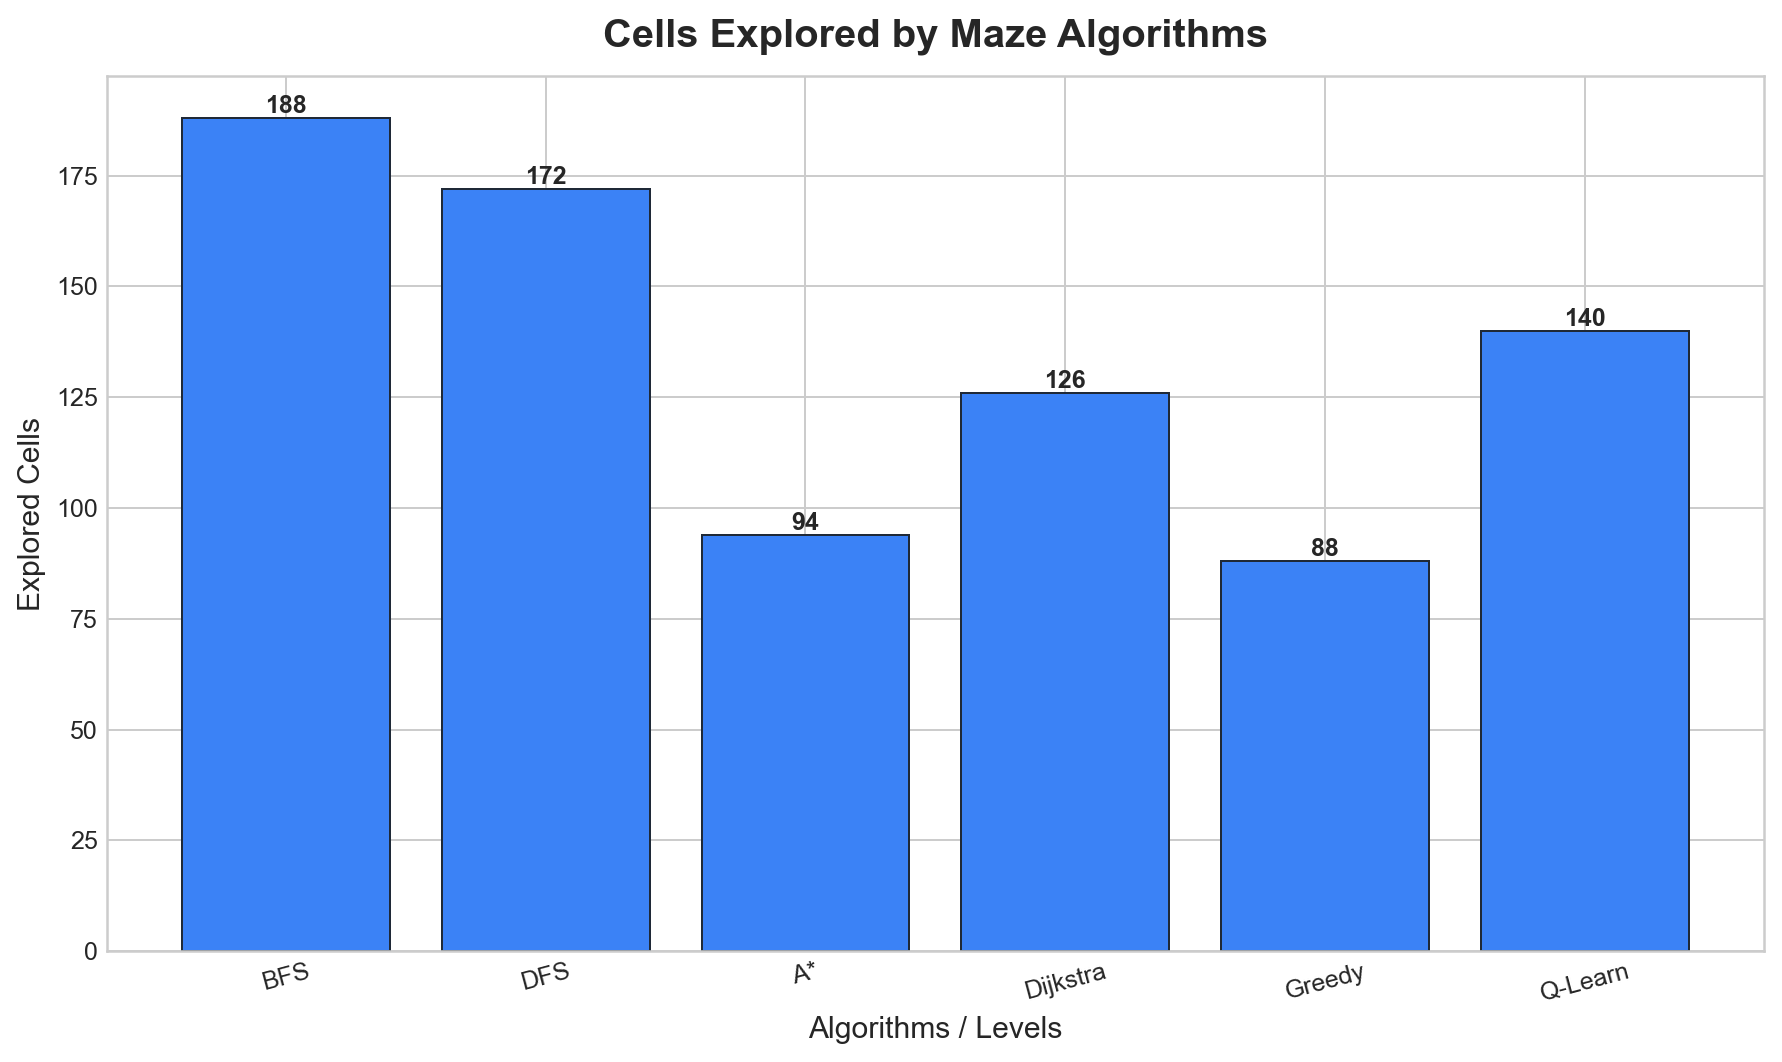 Cells Explored by Maze Algorithms
188
172
94
126
88
140
175
150
125
100
75
50
25
0
Explored Cells
BFS
DFS
A*
Dijkstra
Greedy
Q-Learn
Algorithms / Levels